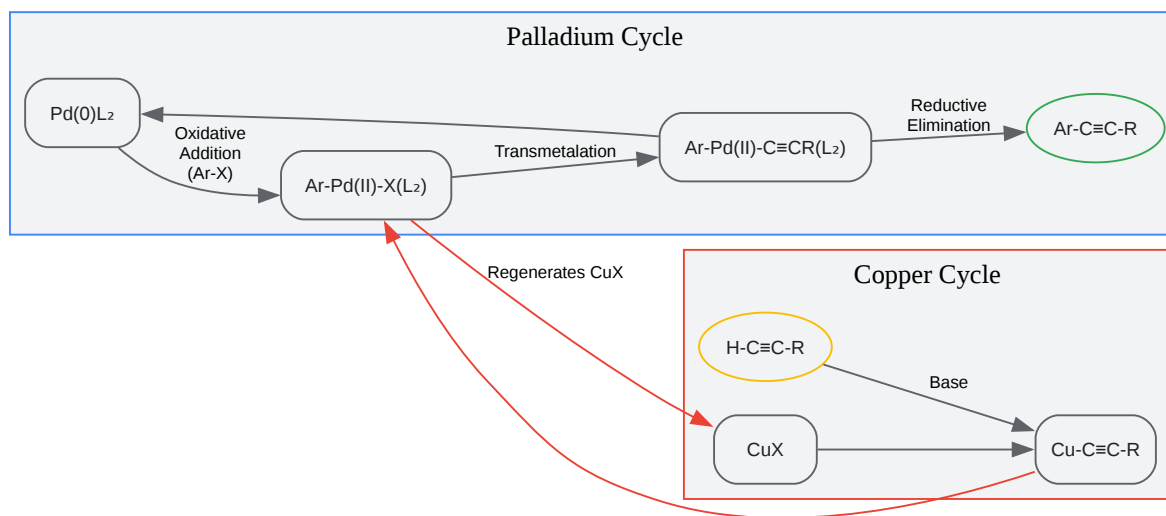 Palladium Cycle
Pd(0)L₂
Oxidative
Addition
(Ar-X)
Ar-Pd(II)-X(L₂)
Transmetalation
Ar-Pd(II)-C≡CR(L₂)
Reductive
Elimination
Ar-C≡C-R
Regenerates CuX
Copper Cycle
H-C≡C-R
Base
CuX
Cu-C≡C-R